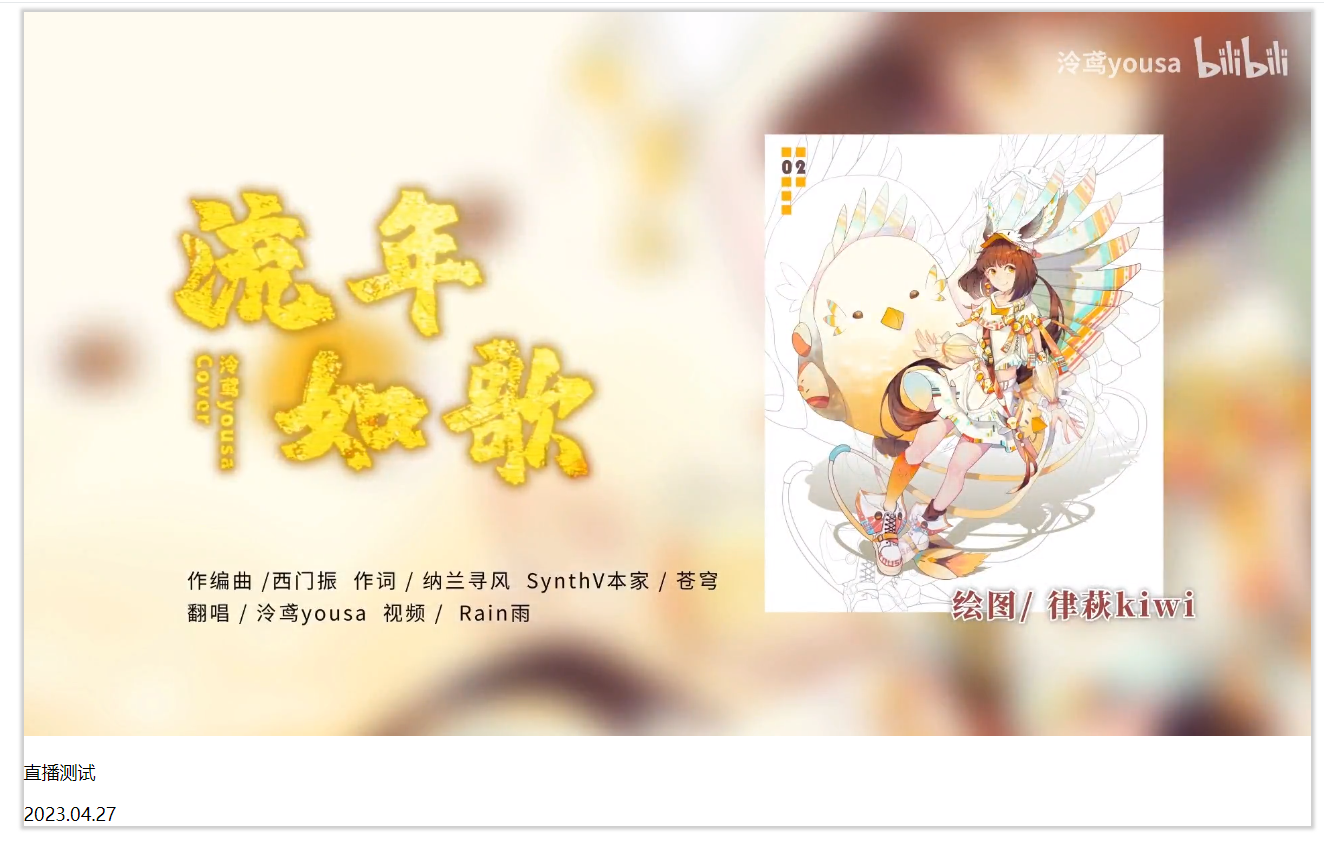 泠鸢yousa bilibili
02
流年
如歌
泠鸢yousa
Cover
作编曲 /西门振 作词 / 纳兰寻风 SynthV本家 / 苍穹
翻唱 / 泠鸢yousa 视频 / Rain雨
绘图/ 律萩kiwi
直播测试
2023.04.27